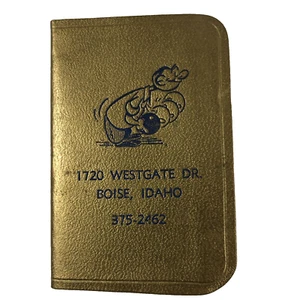 1720 WESTGATE DR.
BOISE, IDAHO
375-2462